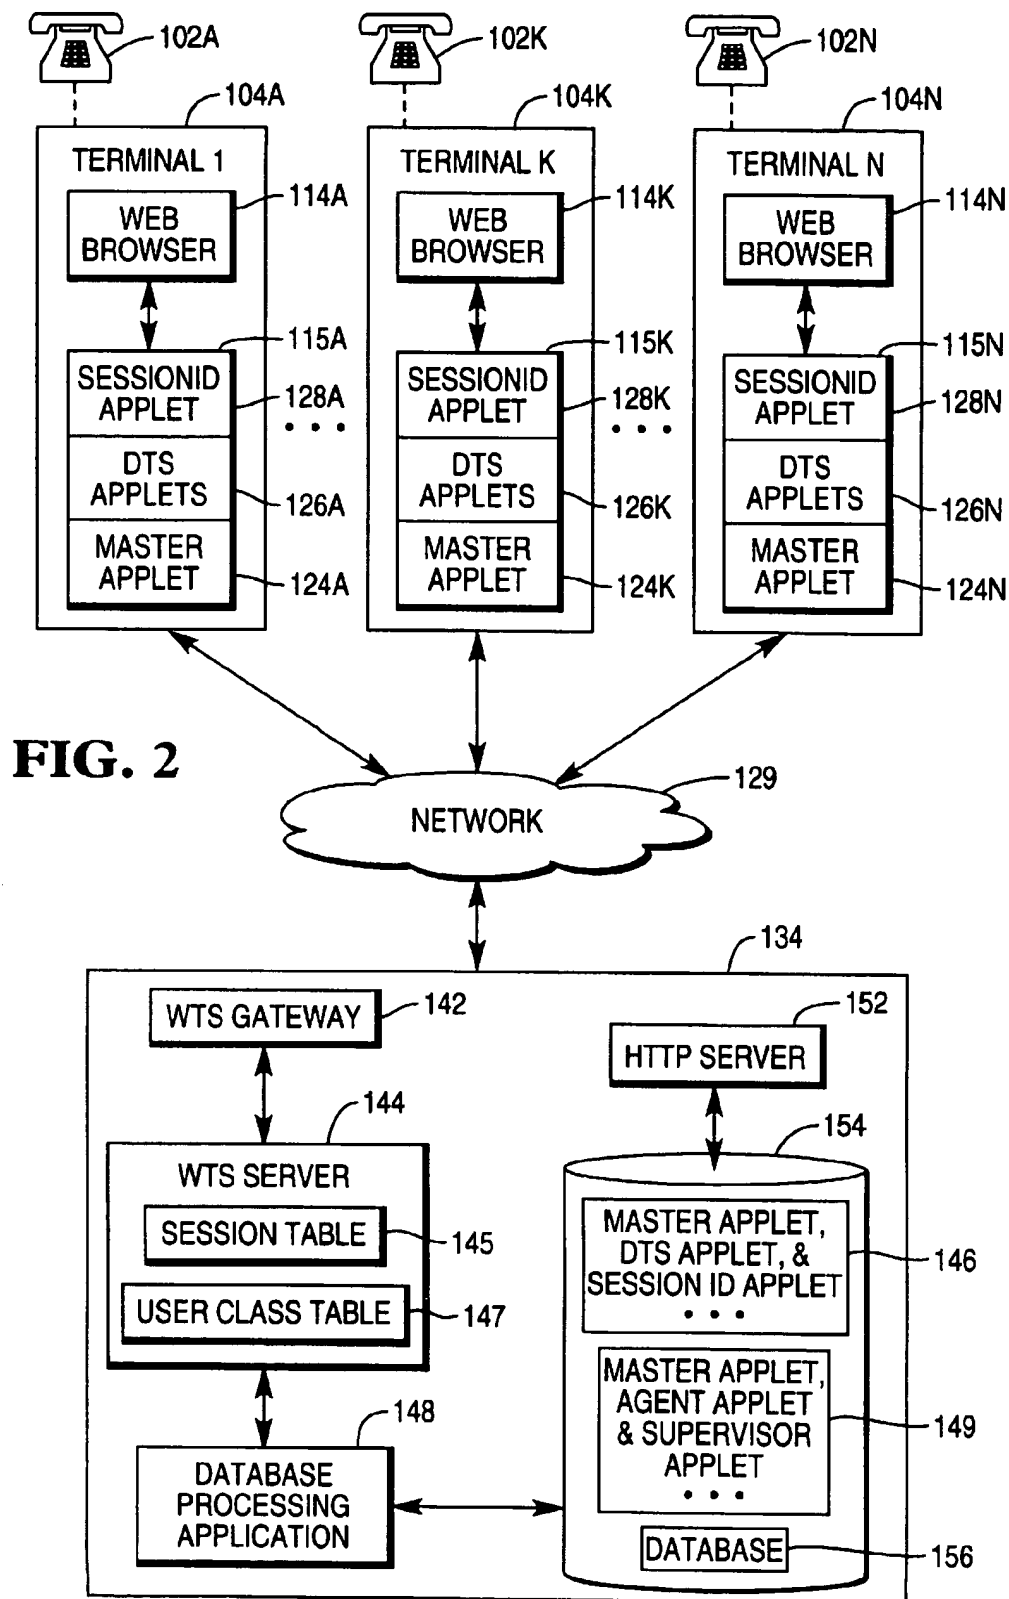 102A
102K
102N
104A
104K
104N
TERMINAL 1
TERMINAL K
TERMINAL N
114A
114K
114N
WEB
BROWSER
WEB
BROWSER
WEB
BROWSER
115A
115K
115N
SESSIONID
APPLET
SESSIONID
APPLET
SESSIONID
APPLET
128A
128K
128N
• • •
• • •
DTS
APPLETS
DTS
APPLETS
DTS
APPLETS
126A
126K
126N
MASTER
APPLET
MASTER
APPLET
MASTER
APPLET
124A
124K
124N
FIG. 2
129
NETWORK
134
WTS GATEWAY
142
152
HTTP SERVER
144
154
WTS SERVER
SESSION TABLE
145
USER CLASS TABLE
147
MASTER APPLET,
DTS APPLET, &
SESSION ID APPLET
• • •
146
MASTER APPLET,
AGENT APPLET
& SUPERVISOR
APPLET
• • •
149
148
DATABASE
PROCESSING
APPLICATION
DATABASE
156